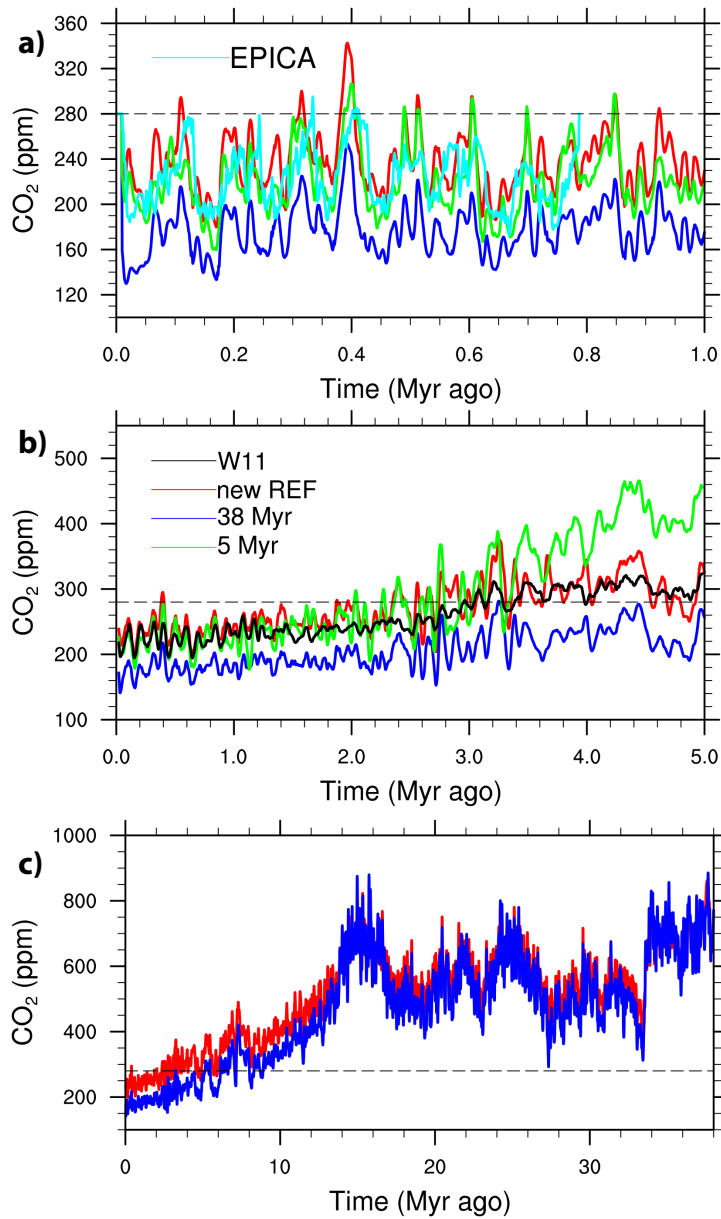 a)
EPICA
CO2 (ppm)
360
320
280
240
200
160
120
0.0 0.2 0.4 0.6 0.8 1.0
Time (Myr ago)
b)
W11
new REF
38 Myr
5 Myr
CO2 (ppm)
500
400
300
200
100
0.0 1.0 2.0 3.0 4.0 5.0
Time (Myr ago)
c)
CO2 (ppm)
1000
800
600
400
200
0 10 20 30
Time (Myr ago)